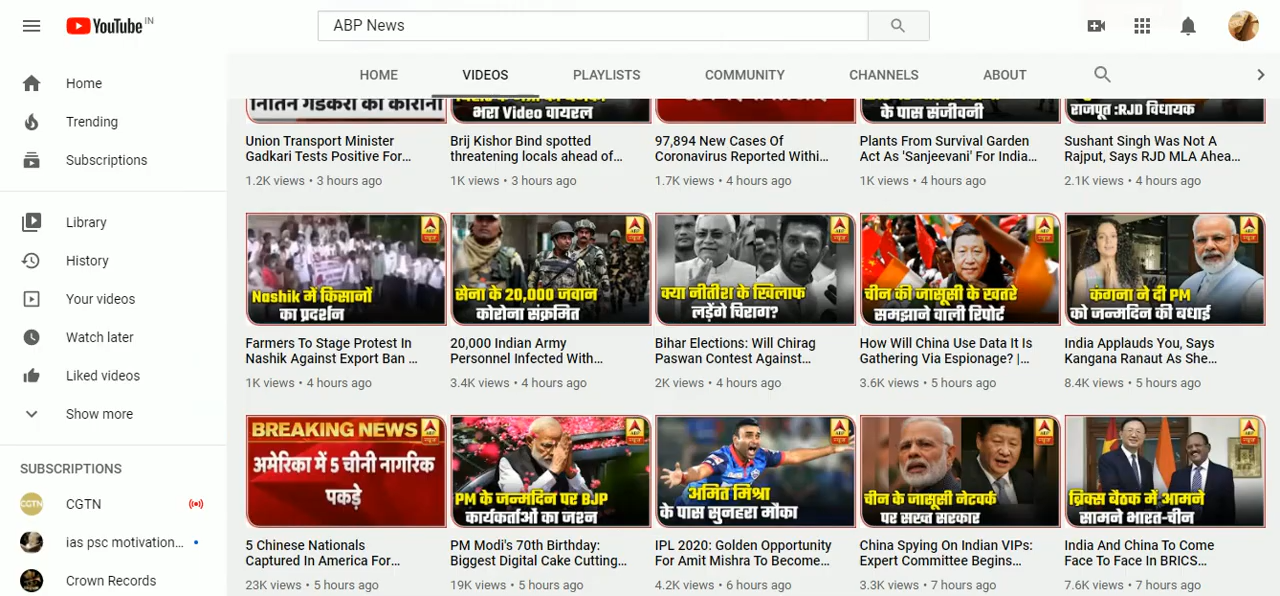 YouTube IN
ABP News
HOME VIDEOS PLAYLISTS COMMUNITY CHANNELS ABOUT
Home
Trending
Subscriptions
Library
History
Your videos
Watch later
Liked videos
Show more
SUBSCRIPTIONS
CGTN
ias psc motivation...
Crown Records
भरा Video वायरल
के पास संजीवनी
राजपूत :RJD विधायक
Union Transport Minister
Gadkari Tests Positive For...
1.2K views • 3 hours ago
Brij Kishor Bind spotted
threatening locals ahead of...
1K views • 3 hours ago
97,894 New Cases Of
Coronavirus Reported Withi...
1.7K views • 4 hours ago
Plants From Survival Garden
Act As 'Sanjeevani' For India...
1K views • 4 hours ago
Sushant Singh Was Not A
Rajput, Says RJD MLA Ahea...
2.1K views • 4 hours ago
Nashik में किसानों
का प्रदर्शन
Farmers To Stage Protest In
Nashik Against Export Ban ...
1K views • 4 hours ago
सेना के 20,000 जवान
कोरोना संक्रमित
20,000 Indian Army
Personnel Infected With...
3.4K views • 4 hours ago
क्या नीतीश के खिलाफ
लड़ेंगे चिराग?
Bihar Elections: Will Chirag
Paswan Contest Against...
2K views • 4 hours ago
चीन की जासूसी के खतरे
समझाने वाली रिपोर्ट
How Will China Use Data It Is
Gathering Via Espionage? |...
3.6K views • 5 hours ago
कंगना ने दी PM
को जन्मदिन की बधाई
India Applauds You, Says
Kangana Ranaut As She...
8.4K views • 5 hours ago
BREAKING NEWS
अमेरिका में 5 चीनी नागरिक
पकड़े
5 Chinese Nationals
Captured In America For...
23K views • 5 hours ago
PM के जन्मदिन पर BJP
कार्यकर्ताओं का जश्न
PM Modi's 70th Birthday:
Biggest Digital Cake Cutting...
19K views • 5 hours ago
अमित मिश्रा
के पास सुनहरा मौका
IPL 2020: Golden Opportunity
For Amit Mishra To Become...
4.2K views • 6 hours ago
चीन के जासूसी नेटवर्क
पर सख्त सरकार
China Spying On Indian VIPs:
Expert Committee Begins...
3.3K views • 7 hours ago
ब्रिक्स बैठक में आमने
सामने भारत-चीन
India And China To Come
Face To Face In BRICS...
7.6K views • 7 hours ago